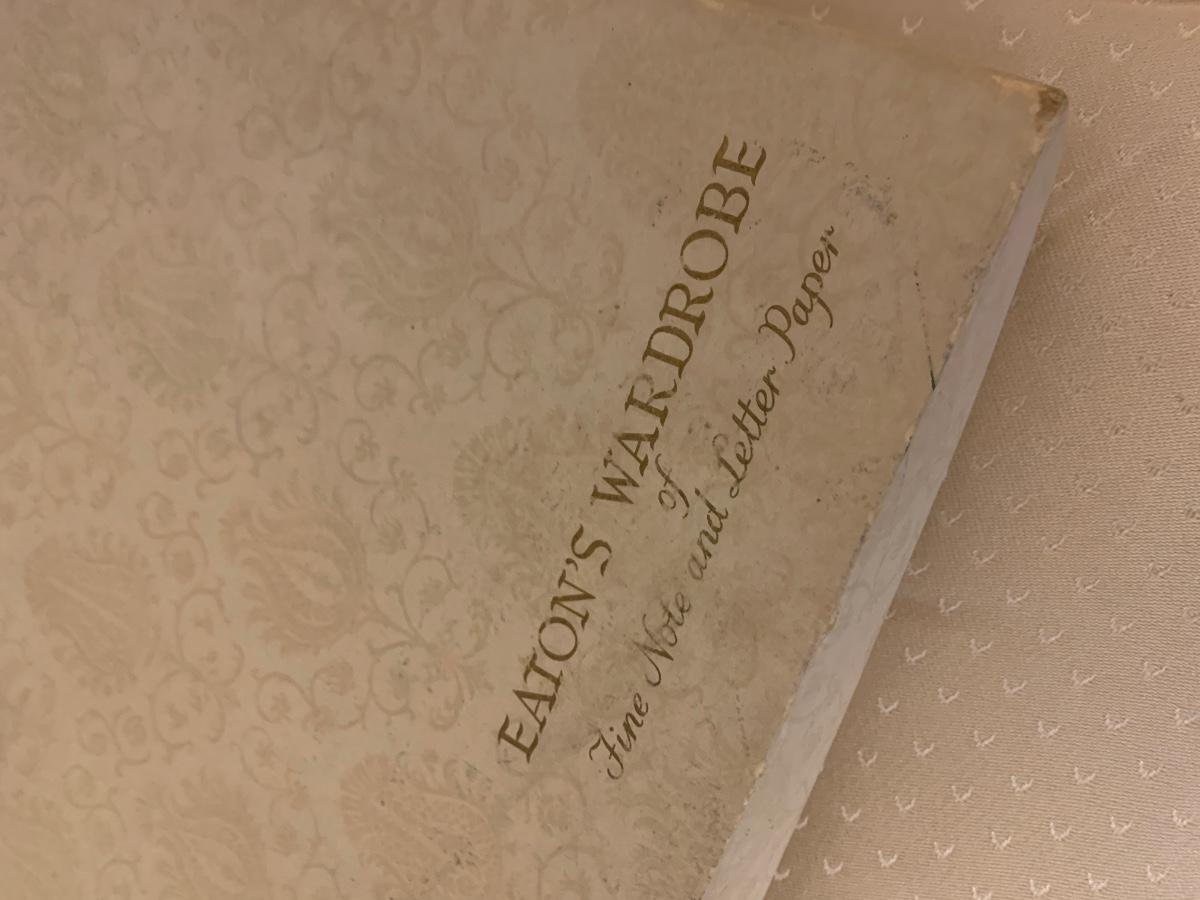 EATON'S WARDROBE
of
Fine Note and Letter Paper